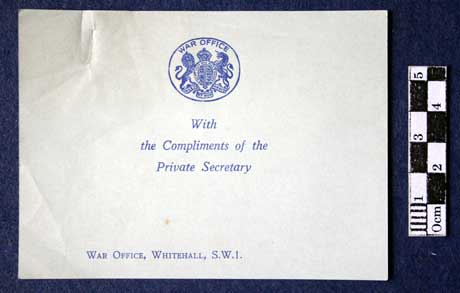 WAR OFFICE
With
the Compliments of the
Private Secretary
WAR OFFICE, WHITEHALL, S.W.1.
5
4
3
2
1
0cm